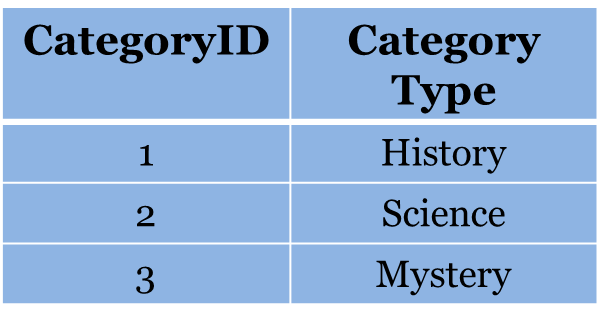 CategoryID Category
Type
1 History
2 Science
3 Mystery